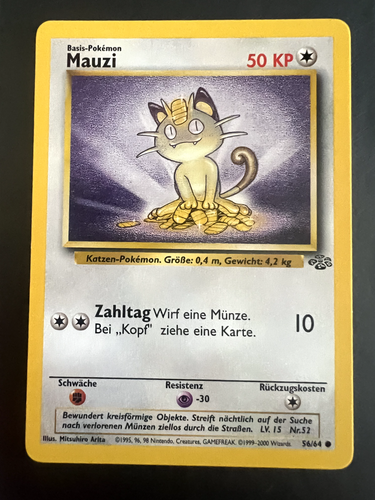 Basis-Pokémon
Mauzi
50 KP
Katzen-Pokémon. Größe: 0,4 m, Gewicht: 4,2 kg
Zahltag Wirf eine Münze.
Bei „Kopf" ziehe eine Karte.
10
Schwäche
Resistenz
Rückzugskosten
-30
Bewundert kreisförmige Objekte. Streift nächtlich auf der Suche
nach verlorenen Münzen ziellos durch die Straßen. LV. 15 Nr.52
Illus. Mitsuhiro Arita
©1995, 96, 98 Nintendo, Creatures, GAMEFREAK. ©1999-2000 Wizards.
56/64